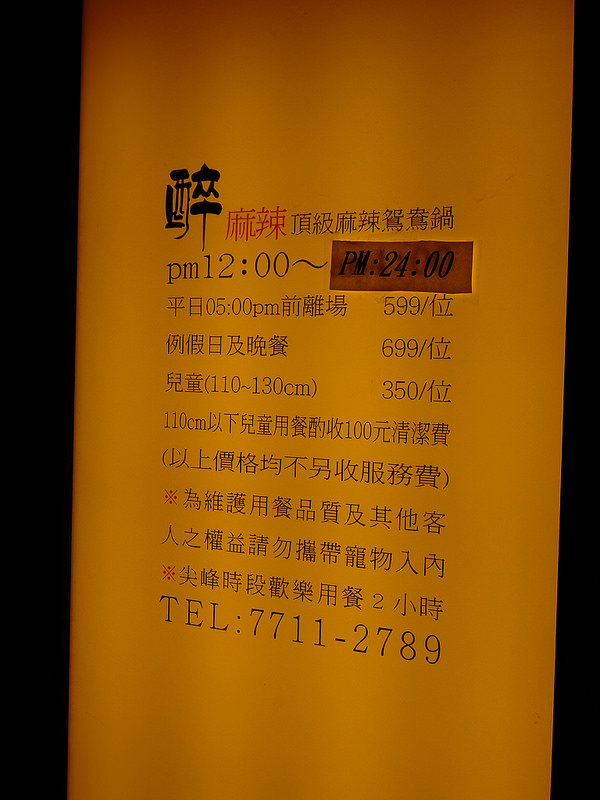 醉 麻辣 頂級麻辣鴛鴦鍋
pm12:00～PM:24:00
平日05:00pm前離場 599/位
例假日及晚餐 699/位
兒童(110~130cm) 350/位
110cm以下兒童用餐酌收100元清潔費
(以上價格均不另收服務費)
※為維護用餐品質及其他客
人之權益請勿攜帶寵物入內
※尖峰時段歡樂用餐 2 小時
TEL:7711-2789